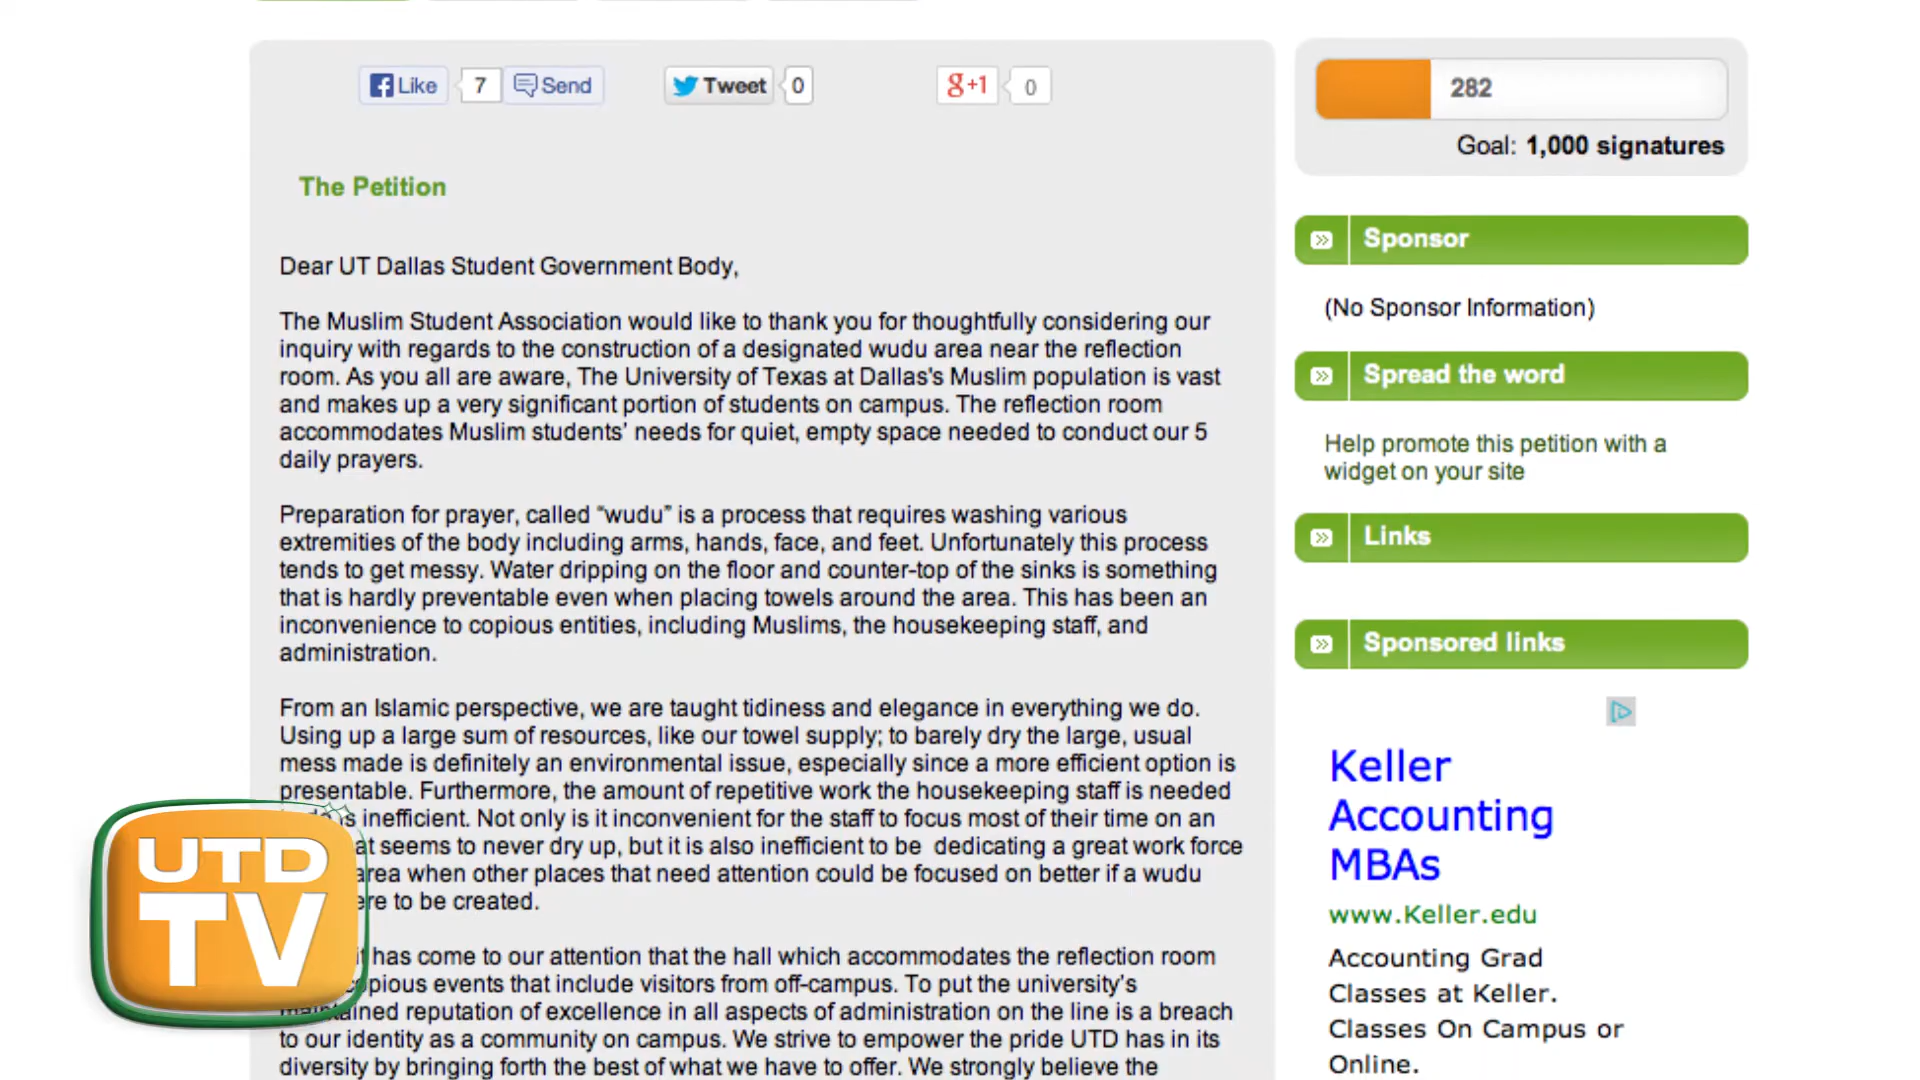 Like
7
Send
Tweet
0
g+1
0
282
Goal: 1,000 signatures
The Petition
Dear UT Dallas Student Government Body,
The Muslim Student Association would like to thank you for thoughtfully considering our
inquiry with regards to the construction of a designated wudu area near the reflection
room. As you all are aware, The University of Texas at Dallas's Muslim population is vast
and makes up a very significant portion of students on campus. The reflection room
accommodates Muslim students' needs for quiet, empty space needed to conduct our 5
daily prayers.
Preparation for prayer, called “wudu” is a process that requires washing various
extremities of the body including arms, hands, face, and feet. Unfortunately this process
tends to get messy. Water dripping on the floor and counter-top of the sinks is something
that is hardly preventable even when placing towels around the area. This has been an
inconvenience to copious entities, including Muslims, the housekeeping staff, and
administration.
From an Islamic perspective, we are taught tidiness and elegance in everything we do.
Using up a large sum of resources, like our towel supply; to barely dry the large, usual
mess made is definitely an environmental issue, especially since a more efficient option is
presentable. Furthermore, the amount of repetitive work the housekeeping staff is needed
inefficient. Not only is it inconvenient for the staff to focus most of their time on an
seems to never dry up, but it is also inefficient to be dedicating a great work force
area when other places that need attention could be focused on better if a wudu
to be created.
it has come to our attention that the hall which accommodates the reflection room
copious events that include visitors from off-campus. To put the university's
maintained reputation of excellence in all aspects of administration on the line is a breach
to our identity as a community on campus. We strive to empower the pride UTD has in its
diversity by bringing forth the best of what we have to offer. We strongly believe the
Sponsor
(No Sponsor Information)
Spread the word
Help promote this petition with a
widget on your site
Links
Sponsored links
Keller
Accounting
MBAs
www.Keller.edu
Accounting Grad
Classes at Keller.
Classes On Campus or
Online.
UTD
TV